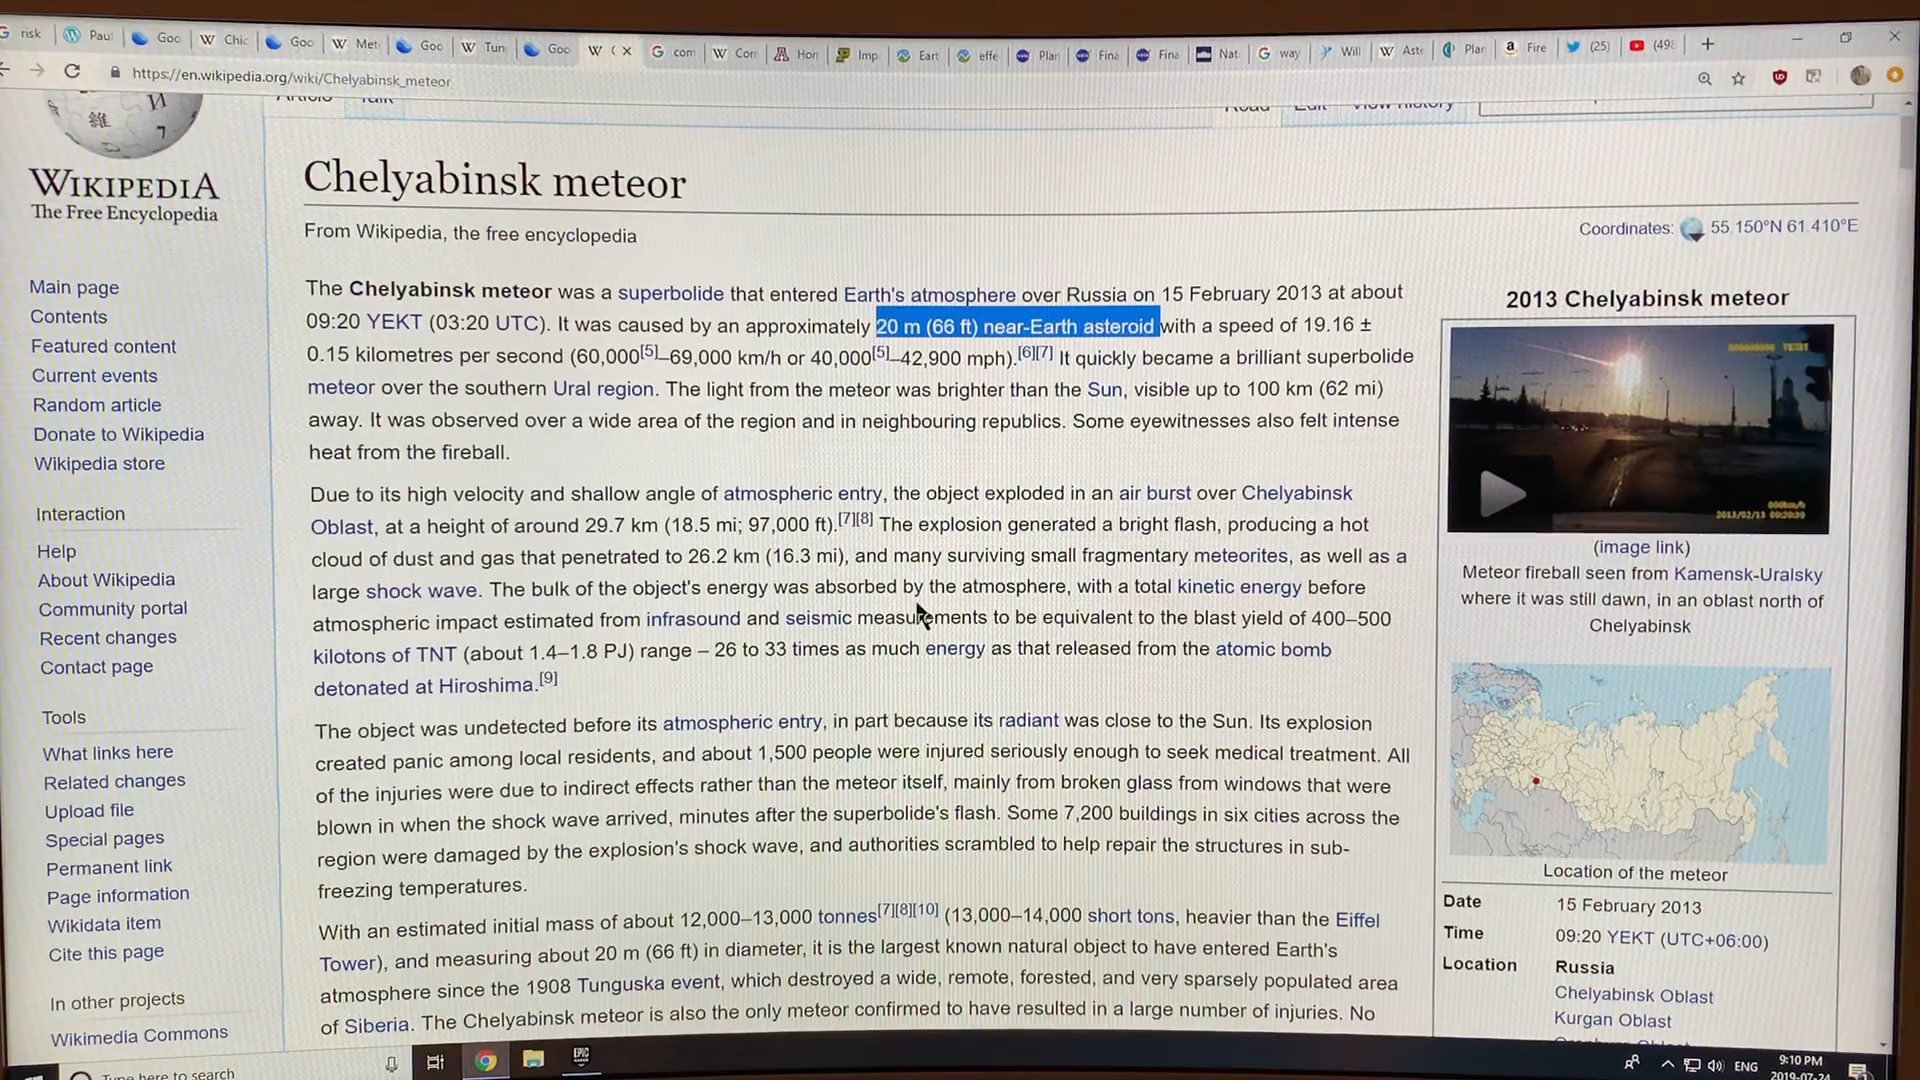 risk
Pau
Goo
W Chic
Goo
W Met
Goo
W Tun
Goo
W
G com
W Con
Hon
Imp
Eart
effe
Plan
Fina
Fina
Nat
G way
Will
W Aste
Plar
a Fire
(25)
(498
https://en.wikipedia.org/wiki/Chelyabinsk_meteor
Article Talk
Read Edit View history
WIKIPEDIA
The Free Encyclopedia
Main page
Contents
Featured content
Current events
Random article
Donate to Wikipedia
Wikipedia store
Interaction
Help
About Wikipedia
Community portal
Recent changes
Contact page
Tools
What links here
Related changes
Upload file
Special pages
Permanent link
Page information
Wikidata item
Cite this page
In other projects
Wikimedia Commons
Chelyabinsk meteor
From Wikipedia, the free encyclopedia
Coordinates: 55.150°N 61.410°E
The Chelyabinsk meteor was a superbolide that entered Earth's atmosphere over Russia on 15 February 2013 at about
09:20 YEKT (03:20 UTC). It was caused by an approximately 20 m (66 ft) near-Earth asteroid with a speed of 19.16 ±
0.15 kilometres per second (60,000[5]–69,000 km/h or 40,000[5]–42,900 mph).[6][7] It quickly became a brilliant superbolide
meteor over the southern Ural region. The light from the meteor was brighter than the Sun, visible up to 100 km (62 mi)
away. It was observed over a wide area of the region and in neighbouring republics. Some eyewitnesses also felt intense
heat from the fireball.
Due to its high velocity and shallow angle of atmospheric entry, the object exploded in an air burst over Chelyabinsk
Oblast, at a height of around 29.7 km (18.5 mi; 97,000 ft).[7][8] The explosion generated a bright flash, producing a hot
cloud of dust and gas that penetrated to 26.2 km (16.3 mi), and many surviving small fragmentary meteorites, as well as a
large shock wave. The bulk of the object's energy was absorbed by the atmosphere, with a total kinetic energy before
atmospheric impact estimated from infrasound and seismic measurements to be equivalent to the blast yield of 400–500
kilotons of TNT (about 1.4–1.8 PJ) range – 26 to 33 times as much energy as that released from the atomic bomb
detonated at Hiroshima.[9]
The object was undetected before its atmospheric entry, in part because its radiant was close to the Sun. Its explosion
created panic among local residents, and about 1,500 people were injured seriously enough to seek medical treatment. All
of the injuries were due to indirect effects rather than the meteor itself, mainly from broken glass from windows that were
blown in when the shock wave arrived, minutes after the superbolide's flash. Some 7,200 buildings in six cities across the
region were damaged by the explosion's shock wave, and authorities scrambled to help repair the structures in sub-
freezing temperatures.
With an estimated initial mass of about 12,000–13,000 tonnes[7][8][10] (13,000–14,000 short tons, heavier than the Eiffel
Tower), and measuring about 20 m (66 ft) in diameter, it is the largest known natural object to have entered Earth's
atmosphere since the 1908 Tunguska event, which destroyed a wide, remote, forested, and very sparsely populated area
of Siberia. The Chelyabinsk meteor is also the only meteor confirmed to have resulted in a large number of injuries. No
2013 Chelyabinsk meteor
(image link)
Meteor fireball seen from Kamensk-Uralsky
where it was still dawn, in an oblast north of
Chelyabinsk
Location of the meteor
Date 15 February 2013
Time 09:20 YEKT (UTC+06:00)
Location Russia
Chelyabinsk Oblast
Kurgan Oblast
Type here to search
EPIC
ENG
9:10 PM
2019-07-24